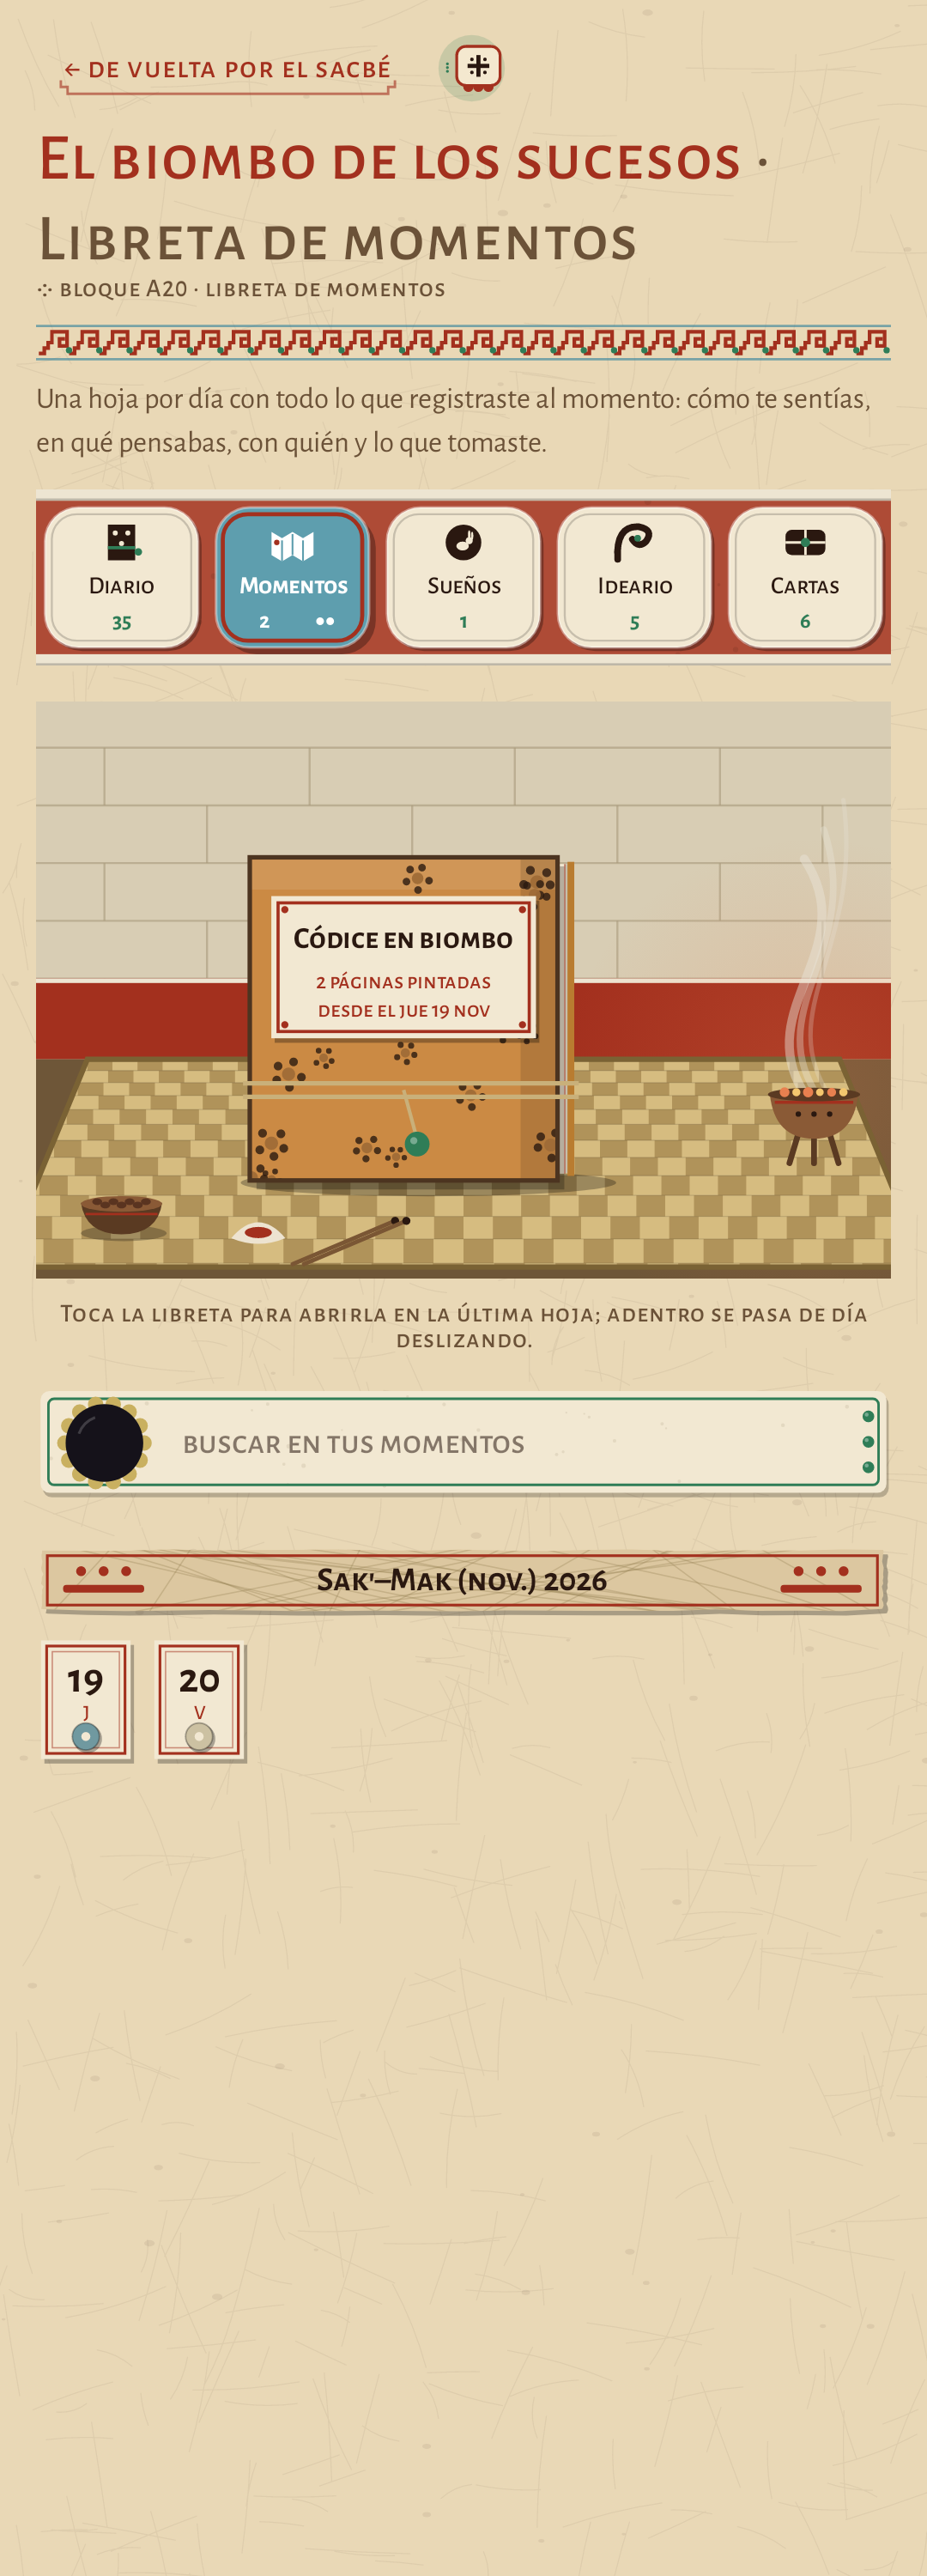 ← DE VUELTA POR EL SACBÉ
EL BIOMBO DE LOS SUCESOS ·
LIBRETA DE MOMENTOS
BLOQUE A20 · LIBRETA DE MOMENTOS
Una hoja por día con todo lo que registraste al momento: cómo te sentías,
en qué pensabas, con quién y lo que tomaste.
DIARIO
35
MOMENTOS
2
SUEÑOS
1
IDEARIO
5
CARTAS
6
CÓDICE EN BIOMBO
2 PÁGINAS PINTADAS
DESDE EL JUE 19 NOV
TOCA LA LIBRETA PARA ABRIRLA EN LA ÚLTIMA HOJA; ADENTRO SE PASA DE DÍA
DESLIZANDO.
BUSCAR EN TUS MOMENTOS
SAK'–MAK (NOV.) 2026
19
J
20
V